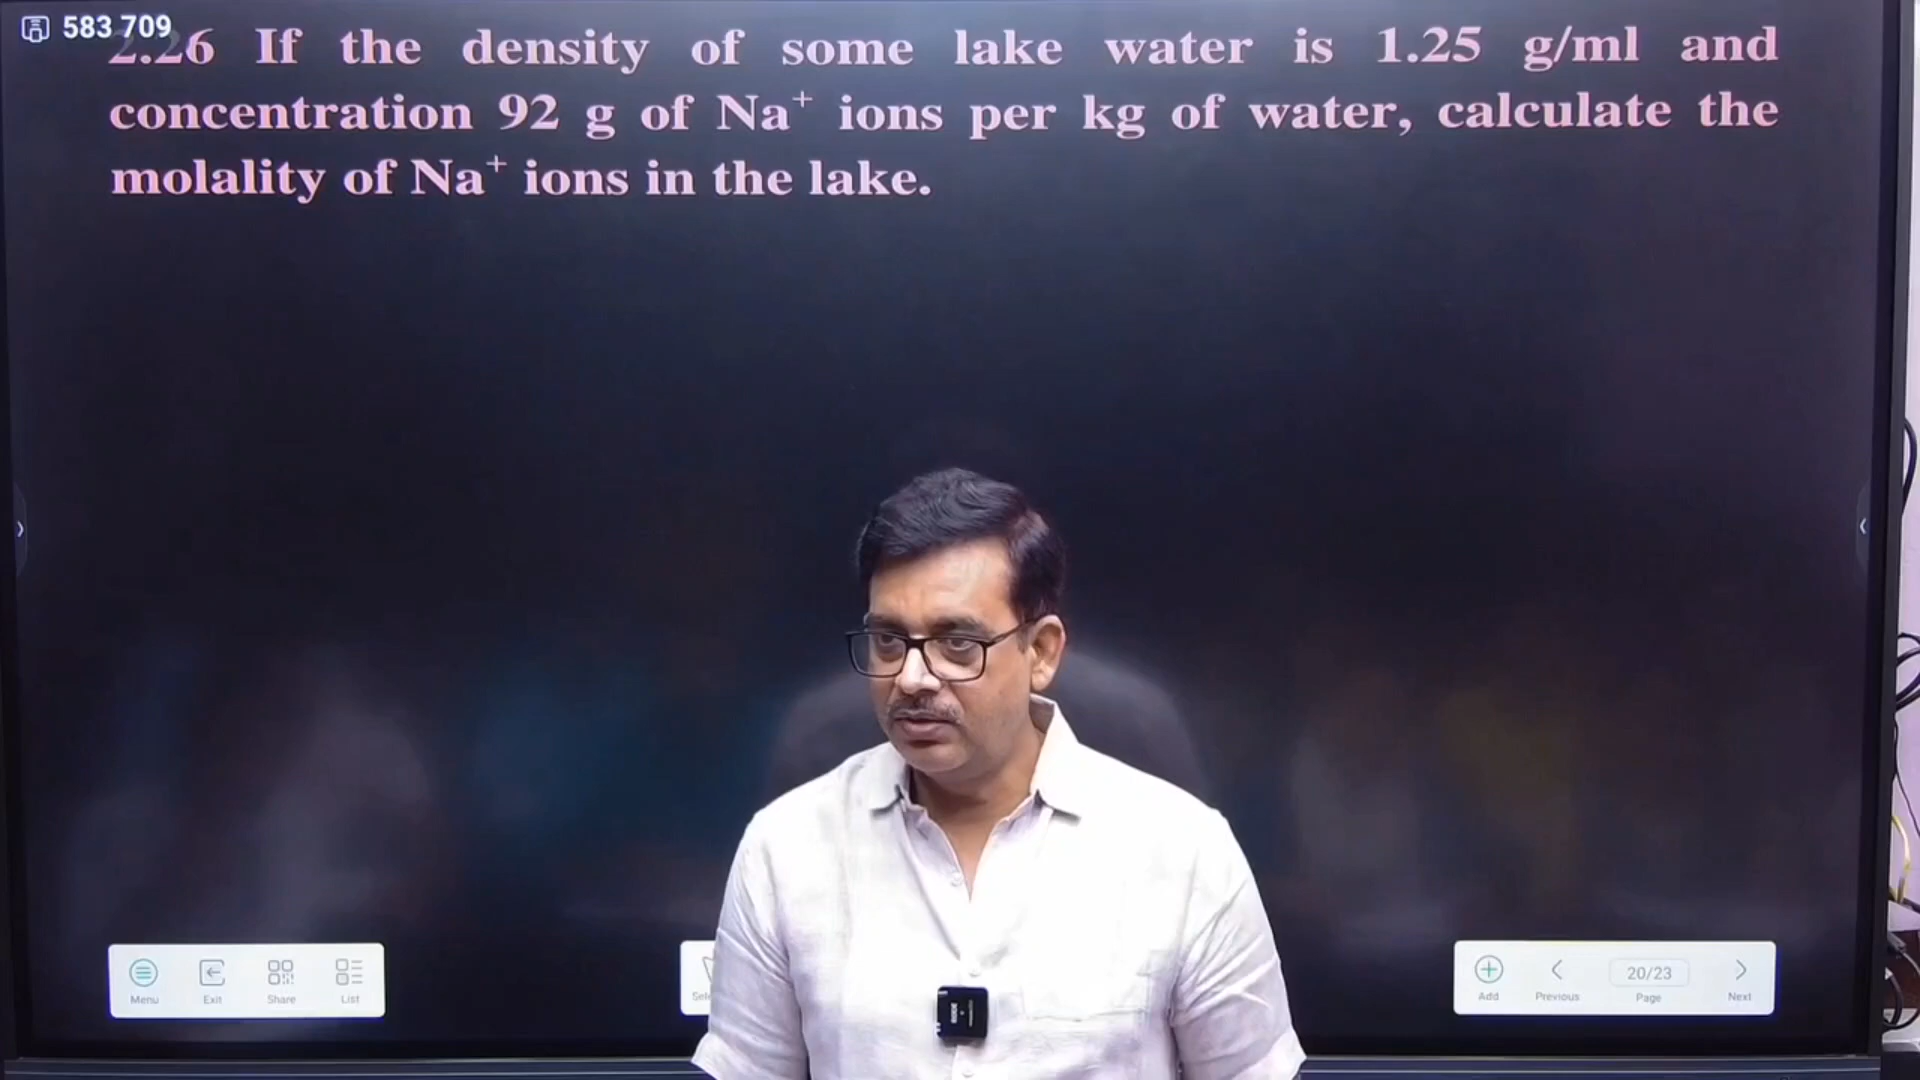 583 709
2.26 If the density of some lake water is 1.25 g/ml and
concentration 92 g of Na⁺ ions per kg of water, calculate the
molality of Na⁺ ions in the lake.
Menu Exit Share List
Add Previous 20/23 Page Next
RODE